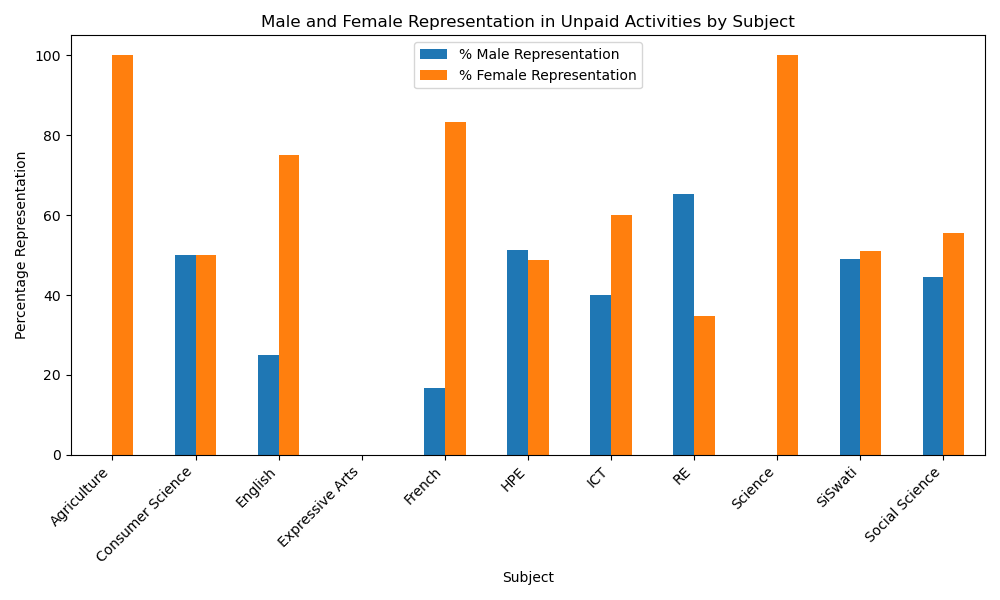 Male and Female Representation in Unpaid Activities by Subject
% Male Representation
% Female Representation
Percentage Representation
100
80
60
40
20
0
Agriculture
Consumer Science
English
Expressive Arts
French
HPE
ICT
RE
Science
SiSwati
Social Science
Subject